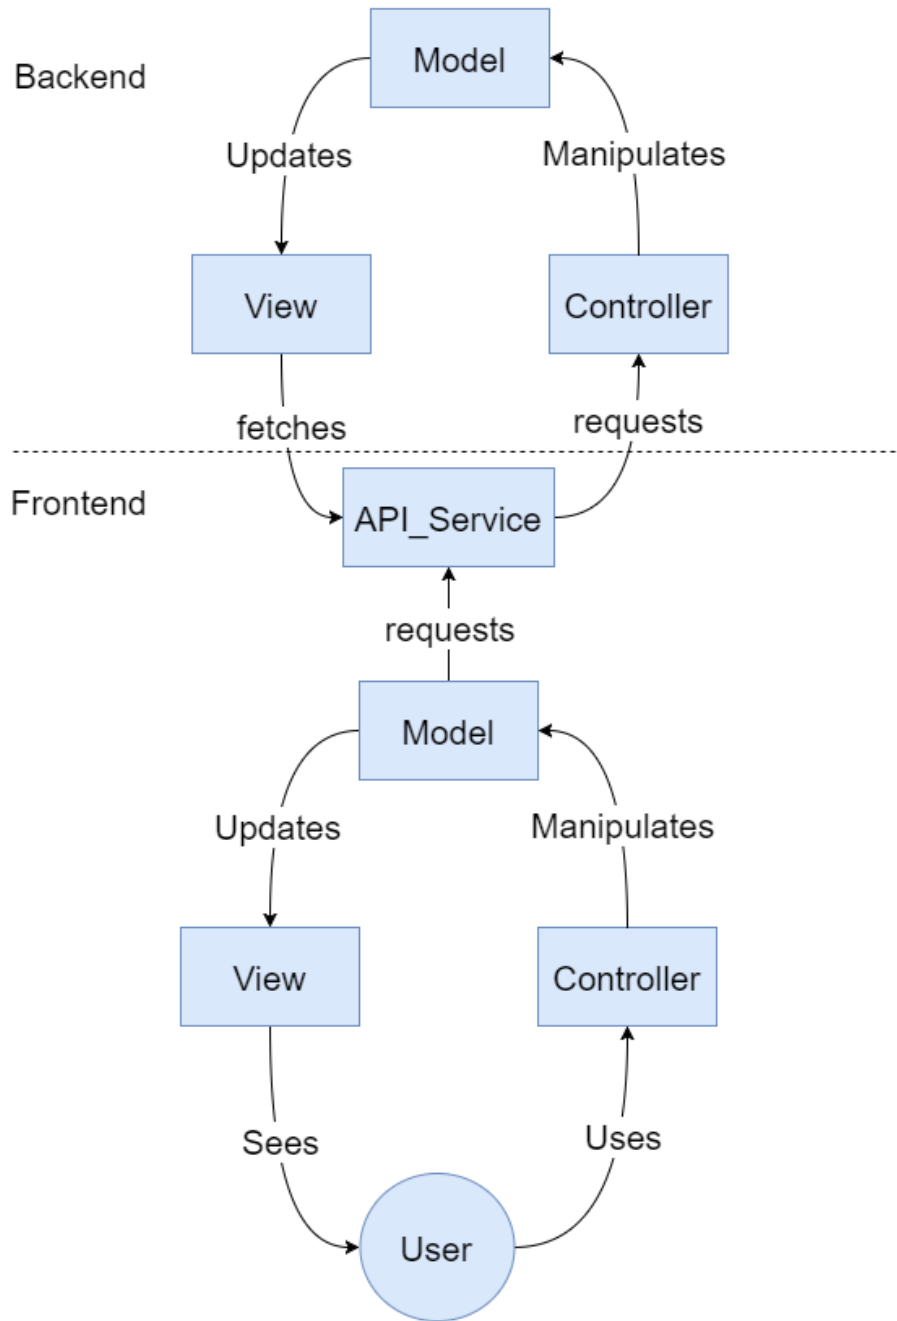 Model
Backend
Updates
Manipulates
View
Controller
fetches
requests
Frontend
API_Service
requests
Model
Updates
Manipulates
View
Controller
Sees
Uses
User